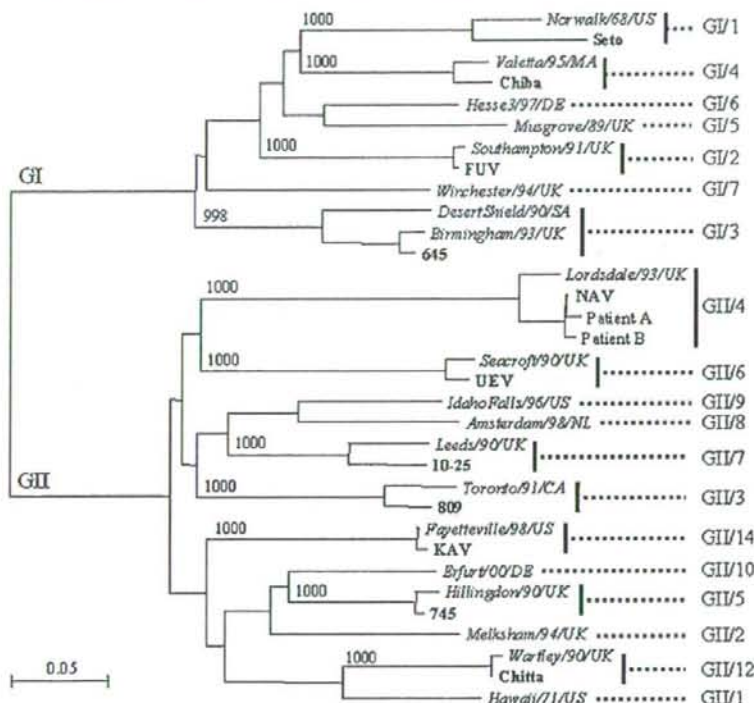 1000 Norwalk/68/US GI/1
Seto
1000 Valetta/95/MA GI/4
Chiba
Hesse3/97/DE GI/6
Musgrove/89/UK GI/5
1000 Southampton/91/UK GI/2
FUV
GI
Winchester/94/UK GI/7
998 DesertShield/90/SA
Birmingham/93/UK GI/3
645
1000 Lordsdale/93/UK
NAV GII/4
Patient A
Patient B
1000 Seacroft/90/UK GII/6
UEV
IdahoFalls/96/US GII/9
Amsterdam/98/NL GII/8
1000 Leeds/90/UK GII/7
10-25
GII
1000 Toronto/91/CA GII/3
809
1000 Fayetteville/98/US GII/14
KAV
Erfurt/00/DE GII/10
1000 Hillingdon/90/UK GII/5
745
Melksham/94/UK GII/2
0.05
1000 Wortley/90/UK GII/12
Chitta
Hawaii/71/US GII/1